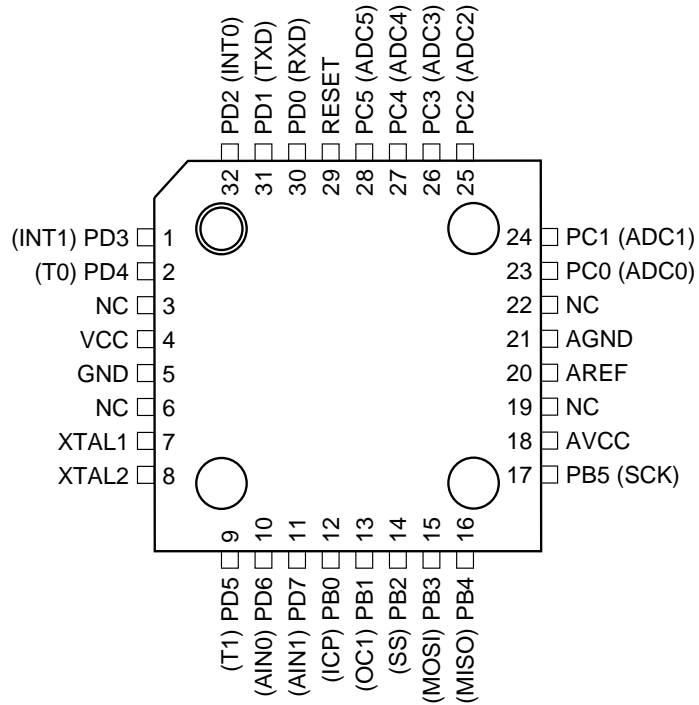 PD2 (INT0)
PD1 (TXD)
PD0 (RXD)
RESET
PC5 (ADC5)
PC4 (ADC4)
PC3 (ADC3)
PC2 (ADC2)
32
31
30
29
28
27
26
25
(INT1) PD3 1
(T0) PD4 2
NC 3
VCC 4
GND 5
NC 6
XTAL1 7
XTAL2 8
24 PC1 (ADC1)
23 PC0 (ADC0)
22 NC
21 AGND
20 AREF
19 NC
18 AVCC
17 PB5 (SCK)
9
10
11
12
13
14
15
16
(T1) PD5
(AIN0) PD6
(AIN1) PD7
(ICP) PB0
(OC1) PB1
(SS) PB2
(MOSI) PB3
(MISO) PB4